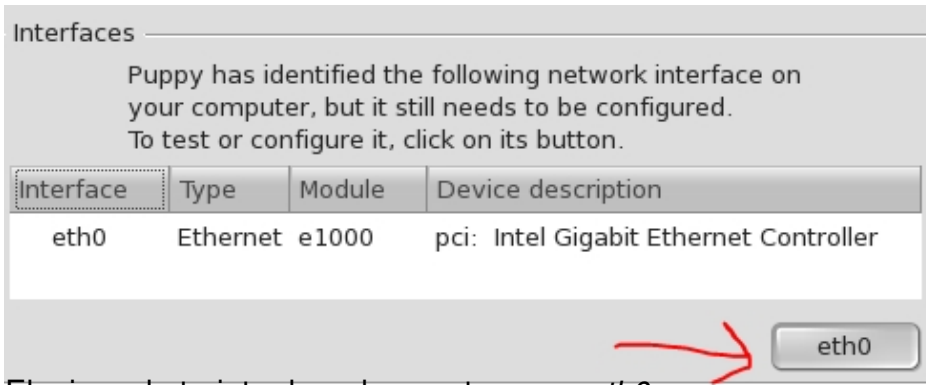 Interfaces
Puppy has identified the following network interface on
your computer, but it still needs to be configured.
To test or configure it, click on its button.
Interface Type Module Device description
eth0 Ethernet e1000 pci: Intel Gigabit Ethernet Controller
eth0